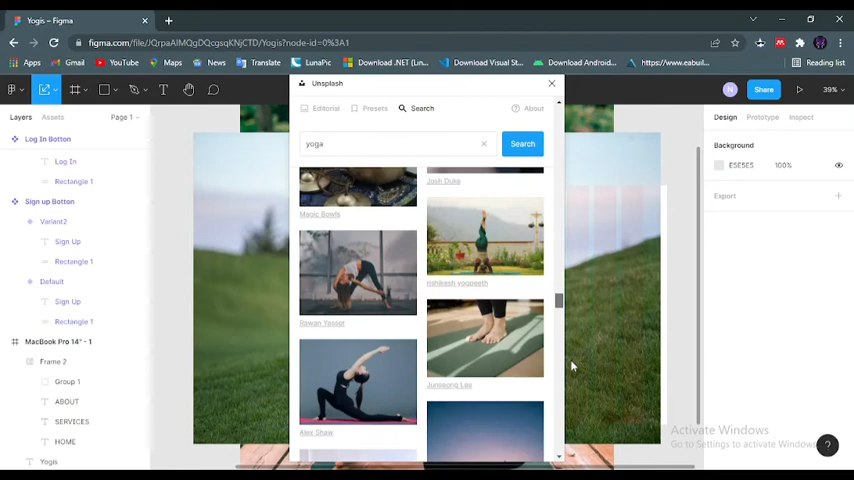 Yogis – Figma
figma.com/file/JQrpaAIMQgDQcgsqKNjCTD/Yogis?node-id=0%3A1
Apps
Gmail
YouTube
Maps
News
Translate
LunaPic
Download .NET (Lin...
Download Visual St...
Download Android...
https://www.eabuil...
Reading list
N
Share
39%
Layers
Assets
Page 1
Log In Botton
Log In
Rectangle 1
Sign up Botton
Variant2
Sign Up
Rectangle 1
Default
Sign Up
Rectangle 1
MacBook Pro 14" - 1
Frame 2
Group 1
ABOUT
SERVICES
HOME
Yogis
Unsplash
Editorial
Presets
Search
About
yoga
Search
Magic Bowls
Rowan Yasser
Alex Shaw
Josh Duke
rishikesh yogpeeth
Junseong Lee
Design
Prototype
Inspect
Background
E5E5E5
100%
Export
Activate Windows
Go to Settings to activate Windows.
?